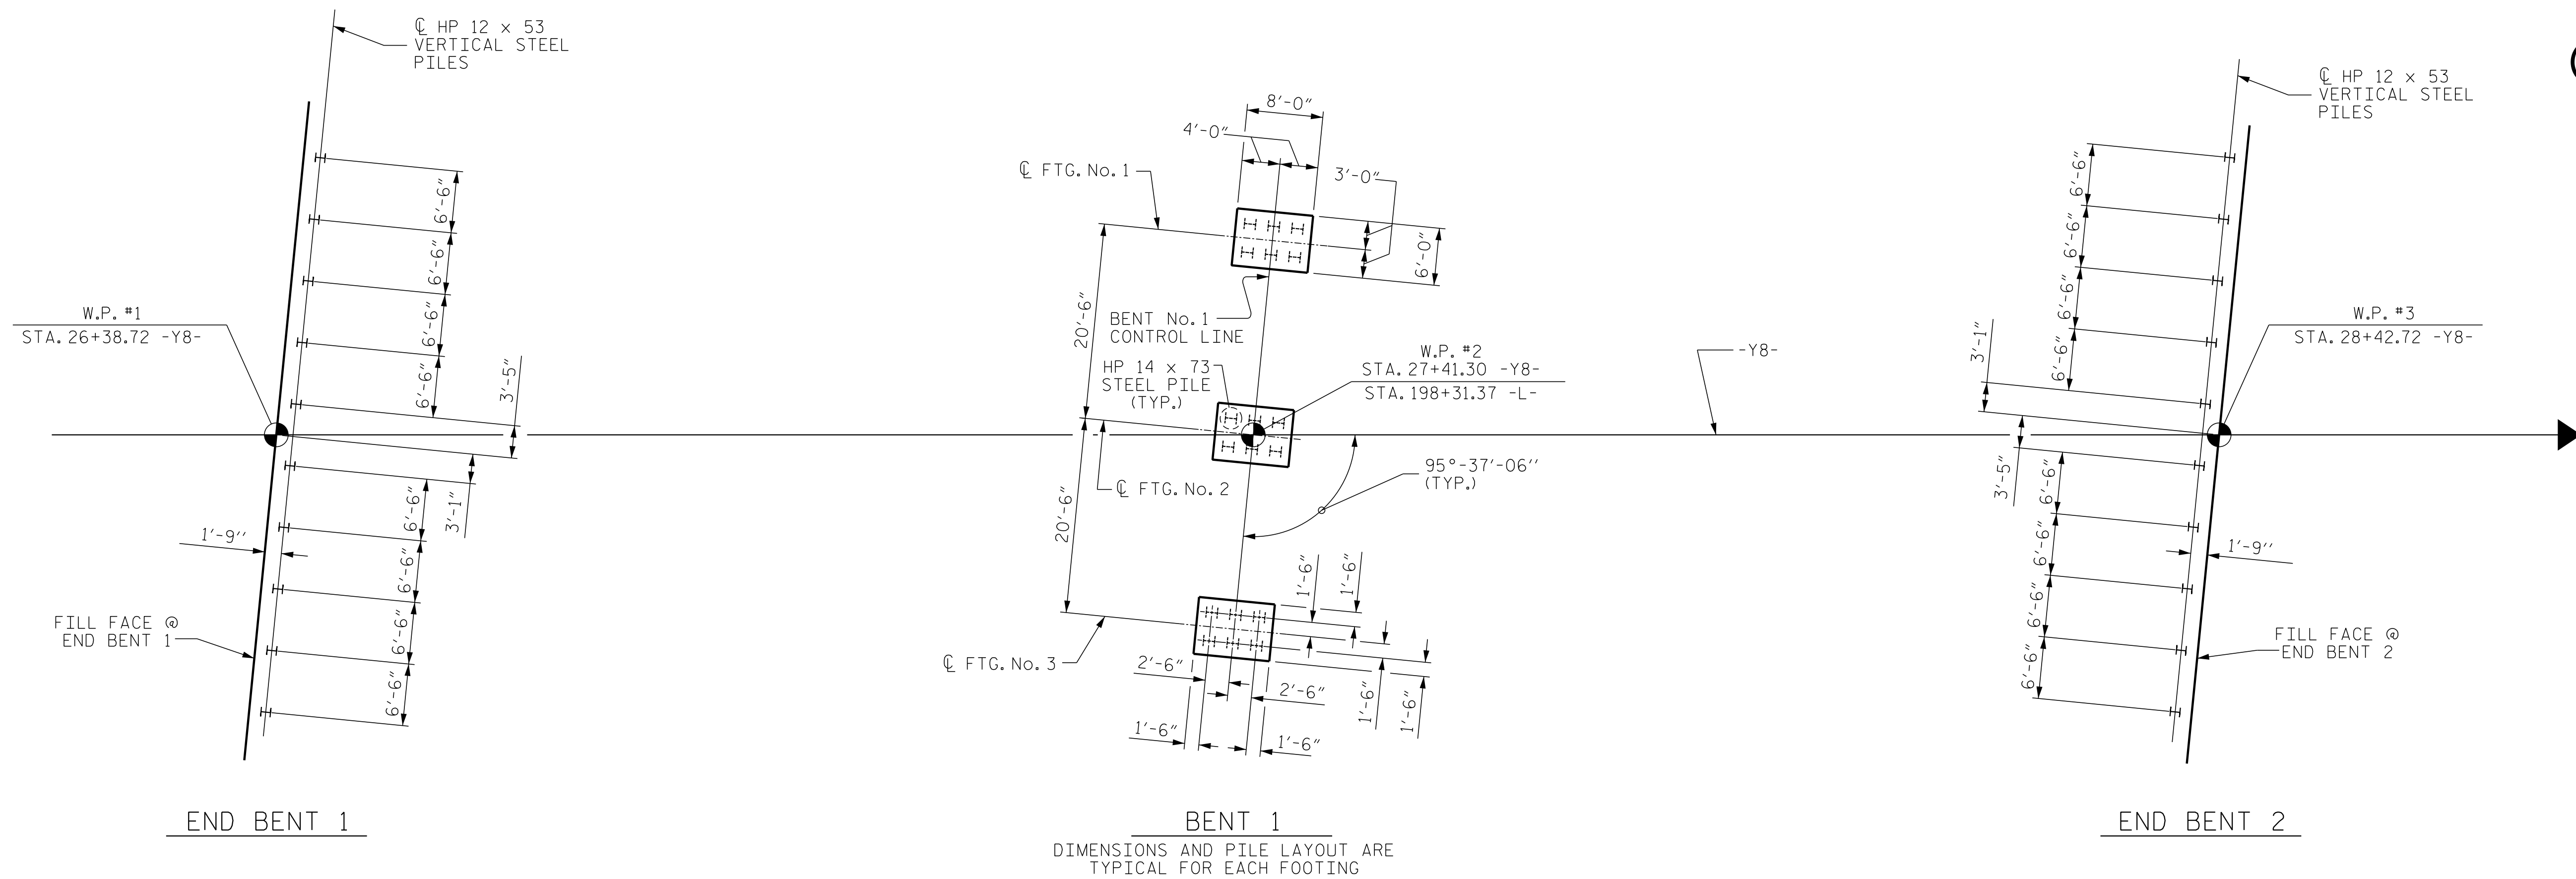 ℄ HP 12 x 53
VERTICAL STEEL
PILES
6'-6"
6'-6"
6'-6"
6'-6"
3'-5"
W.P. #1
STA. 26+38.72 -Y8-
3'-1"
6'-6"
6'-6"
6'-6"
6'-6"
1'-9''
FILL FACE @
END BENT 1
END BENT 1
8'-0"
4'-0"
3'-0"
6'-0"
℄ FTG. No. 1
20'-6"
BENT No. 1
CONTROL LINE
HP 14 x 73
STEEL PILE
(TYP.)
W.P. #2
STA. 27+41.30 -Y8-
STA. 198+31.37 -L-
-Y8-
℄ FTG. No. 2
95°-37'-06''
(TYP.)
20'-6"
1'-6"
1'-6"
℄ FTG. No. 3
2'-6"
2'-6"
1'-6"
1'-6"
1'-6"
1'-6"
BENT 1
DIMENSIONS AND PILE LAYOUT ARE
TYPICAL FOR EACH FOOTING
℄ HP 12 x 53
VERTICAL STEEL
PILES
6'-6"
6'-6"
6'-6"
6'-6"
3'-1"
W.P. #3
STA. 28+42.72 -Y8-
3'-5"
6'-6"
6'-6"
6'-6"
6'-6"
1'-9''
FILL FACE @
END BENT 2
END BENT 2